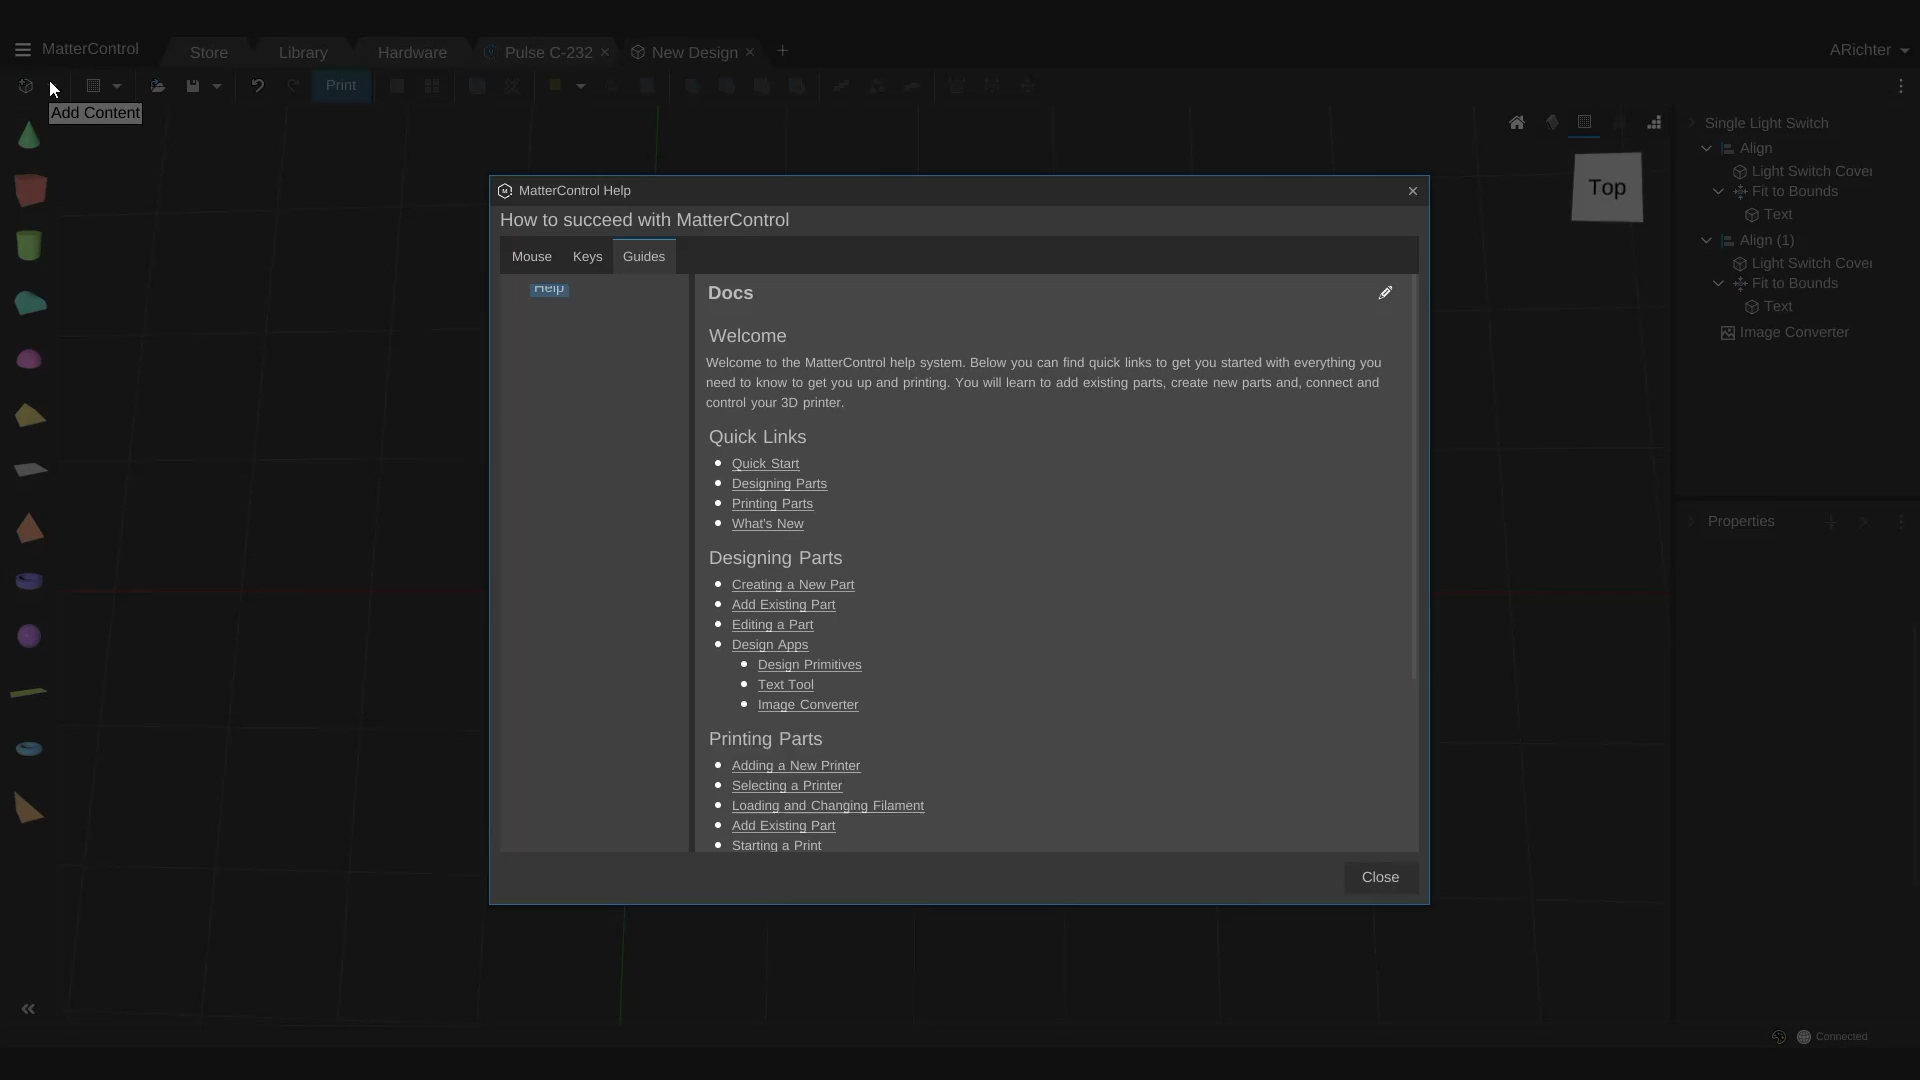 MatterControl
Store
Library
Hardware
Pulse C-232
New Design
ARichter
Print
Add Content
Top
Single Light Switch
Align
Light Switch Cover
Fit to Bounds
Text
Align (1)
Light Switch Cover
Fit to Bounds
Text
Image Converter
Properties
MatterControl Help
How to succeed with MatterControl
Mouse
Keys
Guides
Help
Docs
Welcome
Welcome to the MatterControl help system. Below you can find quick links to get you started with everything you
need to know to get you up and printing. You will learn to add existing parts, create new parts and, connect and
control your 3D printer.
Quick Links
Quick Start
Designing Parts
Printing Parts
What's New
Designing Parts
Creating a New Part
Add Existing Part
Editing a Part
Design Apps
Design Primitives
Text Tool
Image Converter
Printing Parts
Adding a New Printer
Selecting a Printer
Loading and Changing Filament
Add Existing Part
Starting a Print
Close
Connected